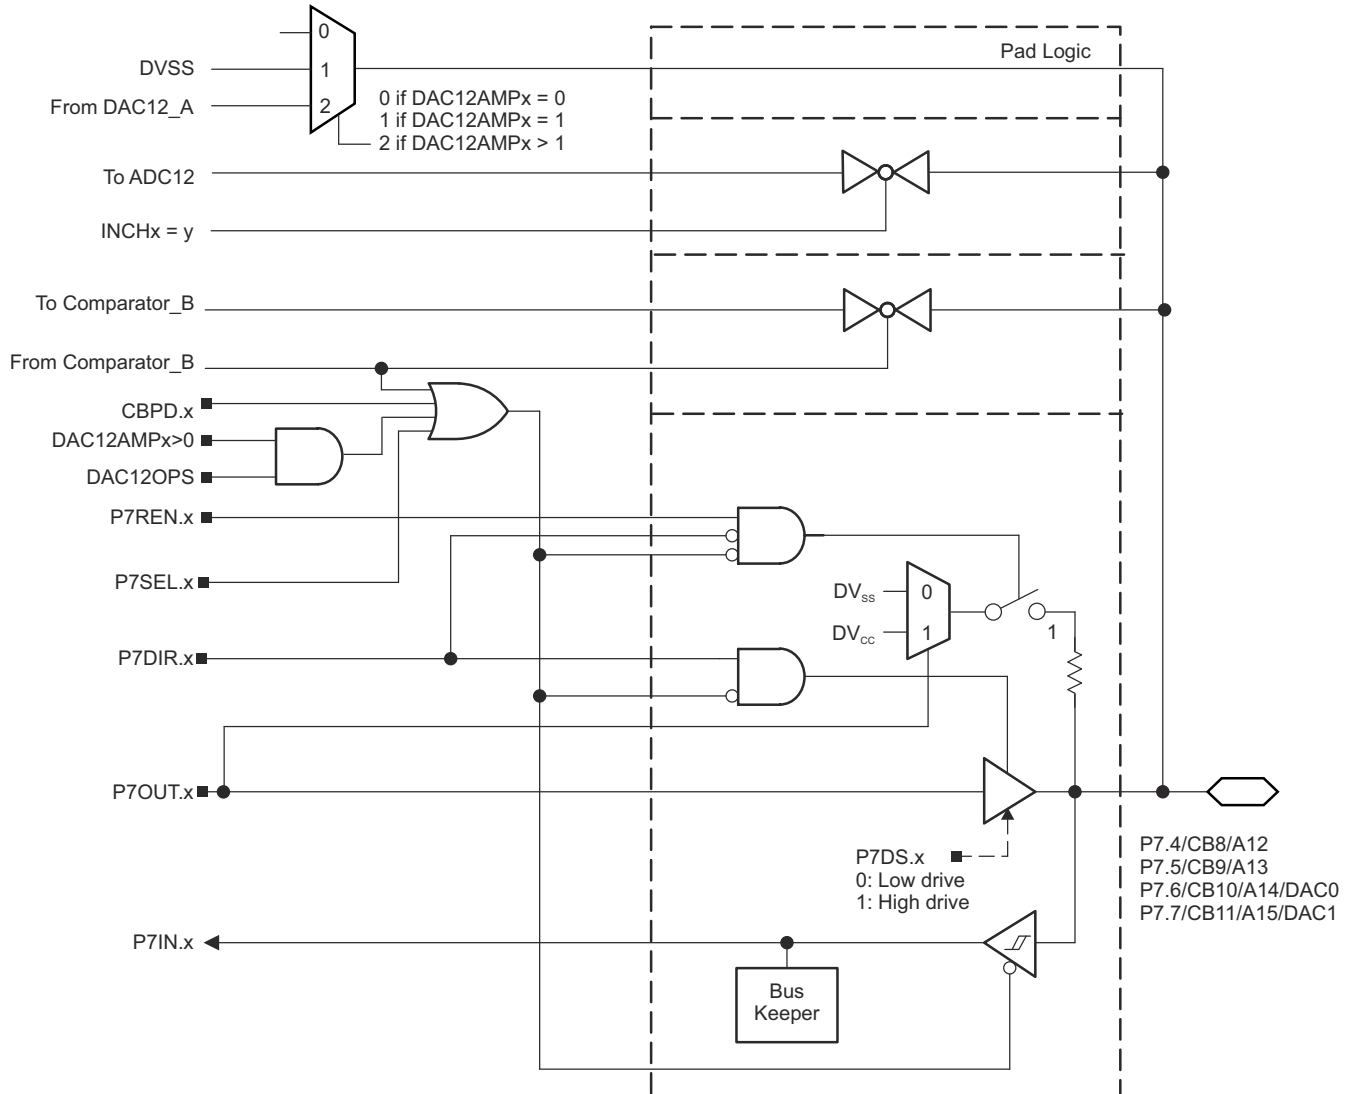 0
Pad Logic
DVSS
1
From DAC12_A
2
0 if DAC12AMPx = 0
1 if DAC12AMPx = 1
2 if DAC12AMPx > 1
To ADC12
INCHx = y
To Comparator_B
From Comparator_B
CBPD.x
DAC12AMPx>0
DAC12OPS
P7REN.x
P7SEL.x
DVSS
0
DVCC
1
1
P7DIR.x
P7OUT.x
P7DS.x
0: Low drive
1: High drive
P7.4/CB8/A12
P7.5/CB9/A13
P7.6/CB10/A14/DAC0
P7.7/CB11/A15/DAC1
P7IN.x
Bus
Keeper